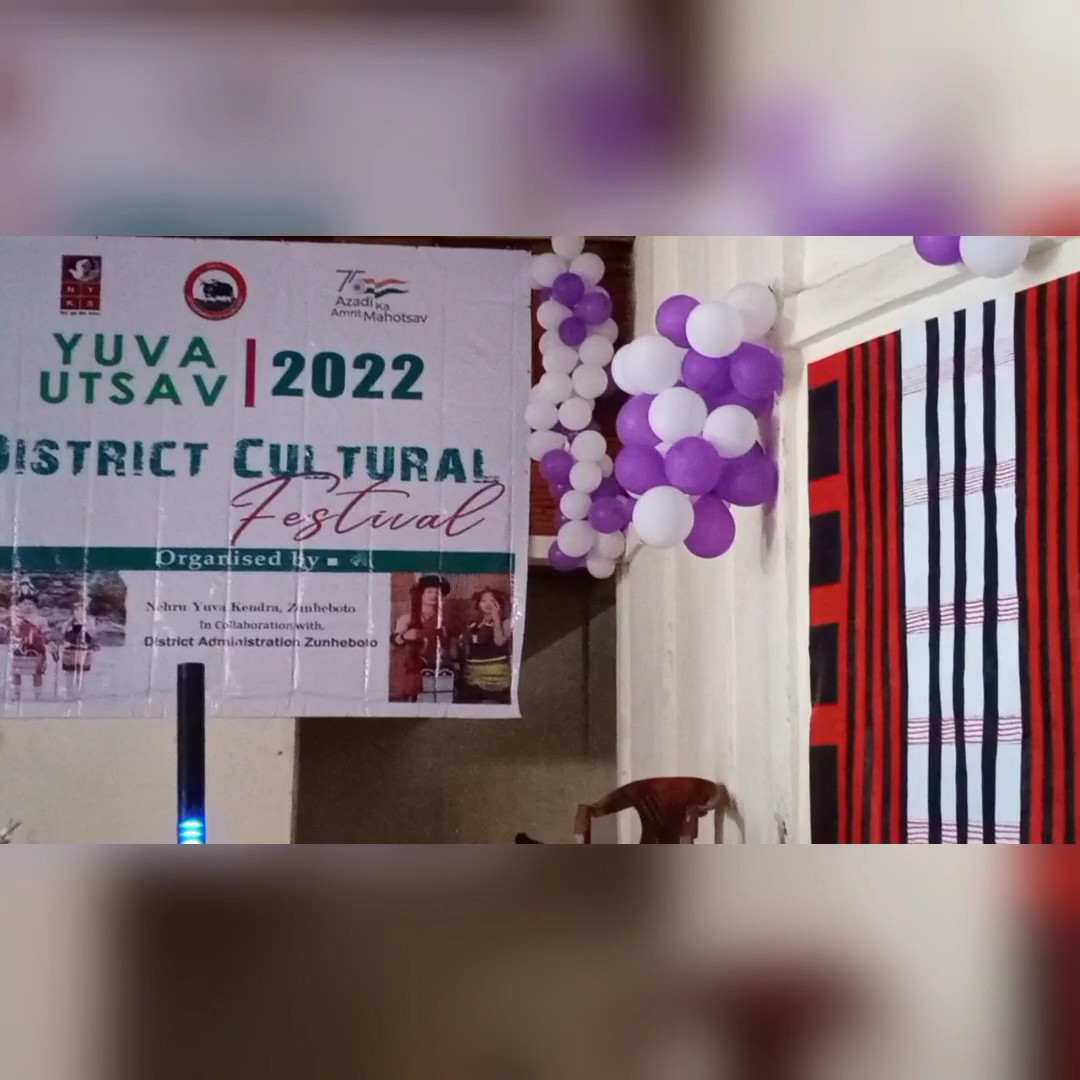 N Y
K S
75
Azadi Ka
Amrit Mahotsav
YUVA
UTSAV
2022
DISTRICT CULTURAL
Festival
Organised by
Nehru Yuva Kendra, Zunheboto
In Collaboration with,
District Administration Zunheboto